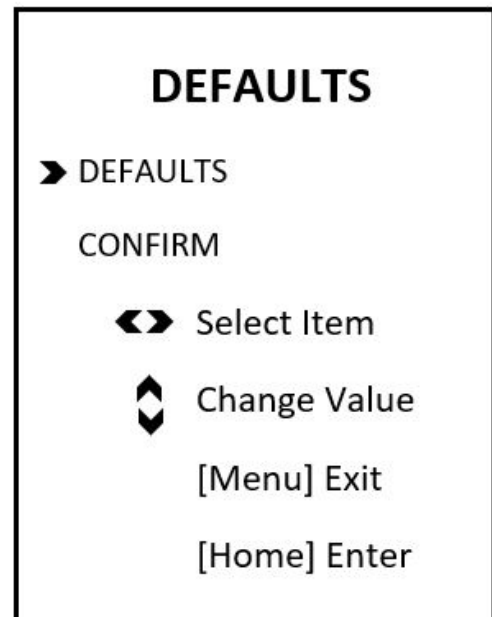 DEFAULTS
DEFAULTS
CONFIRM
Select Item
Change Value
[Menu] Exit
[Home] Enter